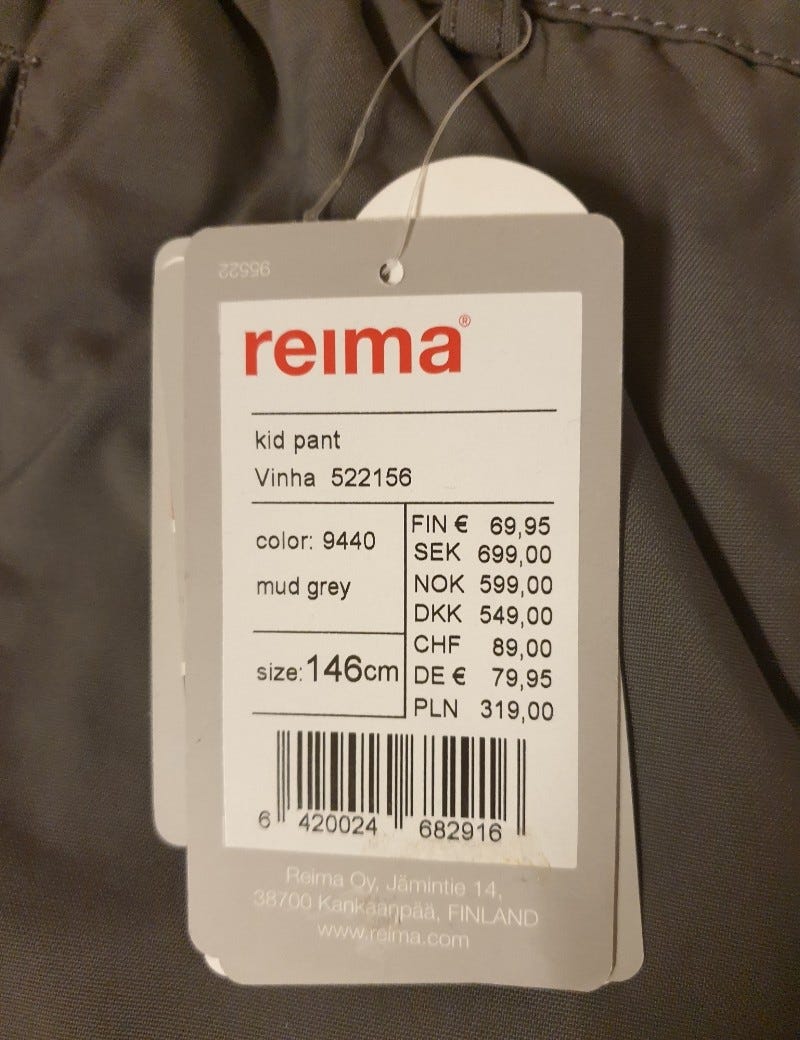 95522
reima®
kid pant
Vinha 522156
color: 9440
mud grey
size: 146cm
FIN € 69,95
SEK 699,00
NOK 599,00
DKK 549,00
CHF 89,00
DE € 79,95
PLN 319,00
6 420024 682916
Reima Oy, Jämintie 14,
38700 Kankaanpää, FINLAND
www.reima.com